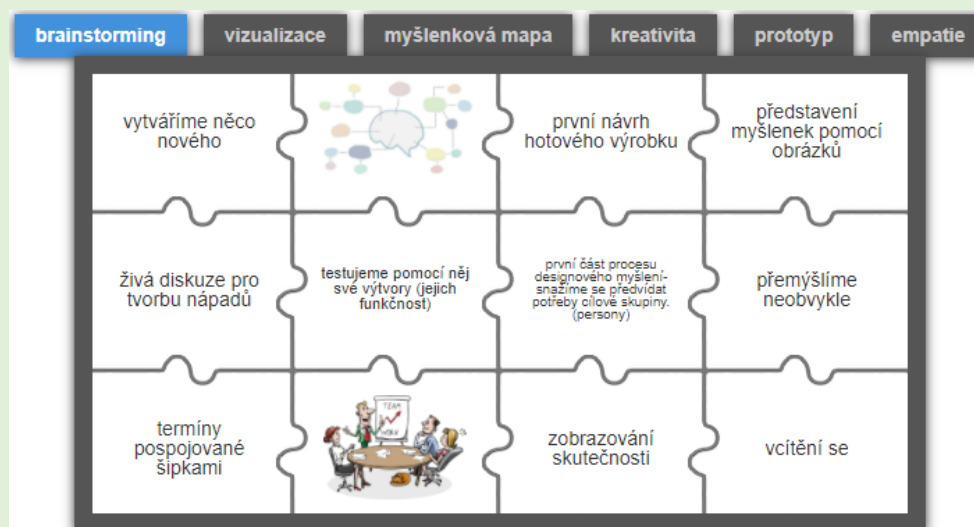 brainstorming vizualizace myšlenková mapa kreativita prototyp empatie
vytváříme něco
nového
první návrh
hotového výrobku
představení
myšlenek pomocí
obrázků
živá diskuze pro
tvorbu nápadů
testujeme pomocí něj
své výtvory (jejich
funkčnost)
první část procesu
designového myšlení-
snažíme se předvídat
potřeby cílové skupiny.
(persony)
přemýšlíme
neobvykle
termíny
pospojované
šipkami
TEAM
WORK
zobrazování
skutečnosti
vcítění se